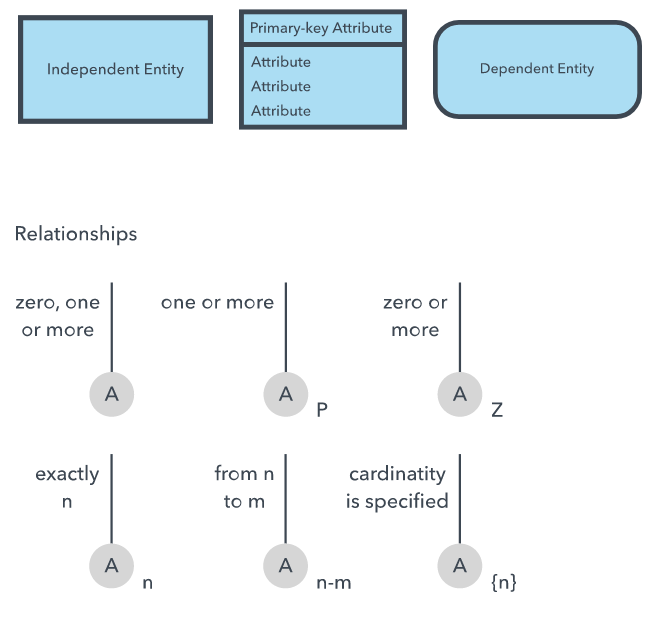 Independent Entity
Primary-key Attribute
Attribute
Attribute
Attribute
Dependent Entity
Relationships
zero, one
or more
A
one or more
A
P
zero or
more
A
Z
exactly
n
A
n
from n
to m
A
n-m
cardinatity
is specified
A
{n}